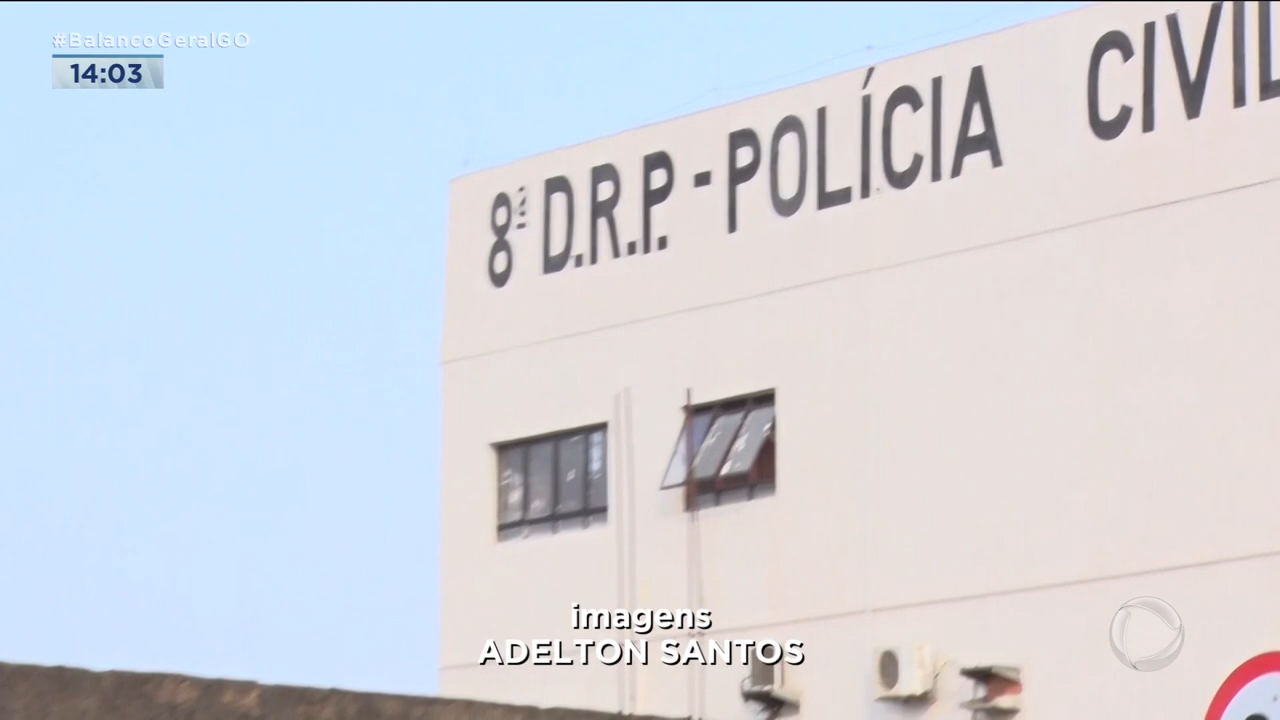 #BalancoGeralGO
14:03
8ª D.R.P. - POLÍCIA CIVIL
imagens
ADELTON SANTOS